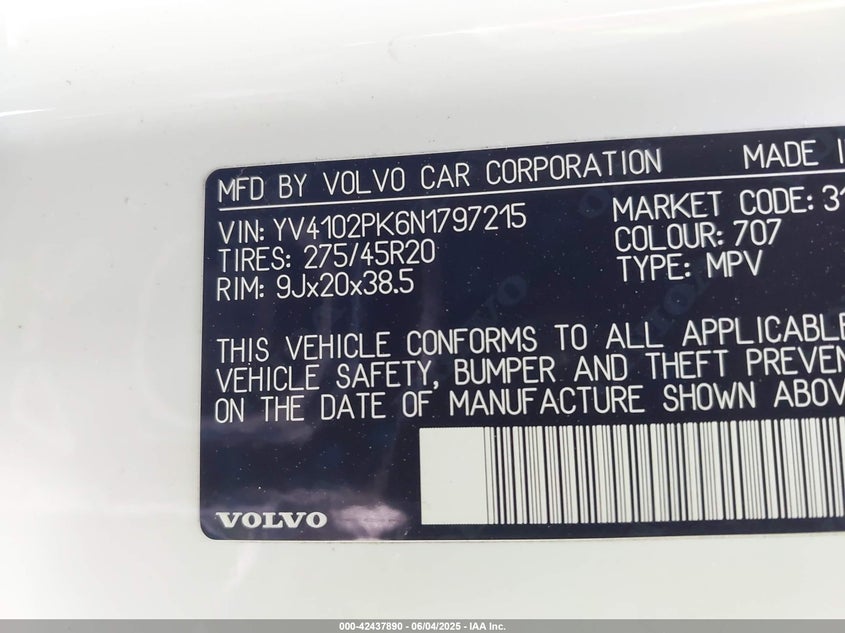 MFD BY VOLVO CAR CORPORATION MADE I
VIN: YV4102PK6N1797215 MARKET CODE: 31
TIRES: 275/45R20 COLOUR: 707
RIM: 9Jx20x38.5 TYPE: MPV
THIS VEHICLE CONFORMS TO ALL APPLICABLE
VEHICLE SAFETY, BUMPER AND THEFT PREVEN
ON THE DATE OF MANUFACTURE SHOWN ABOV
VOLVO
000-42437890 - 06/04/2025 - IAA Inc.